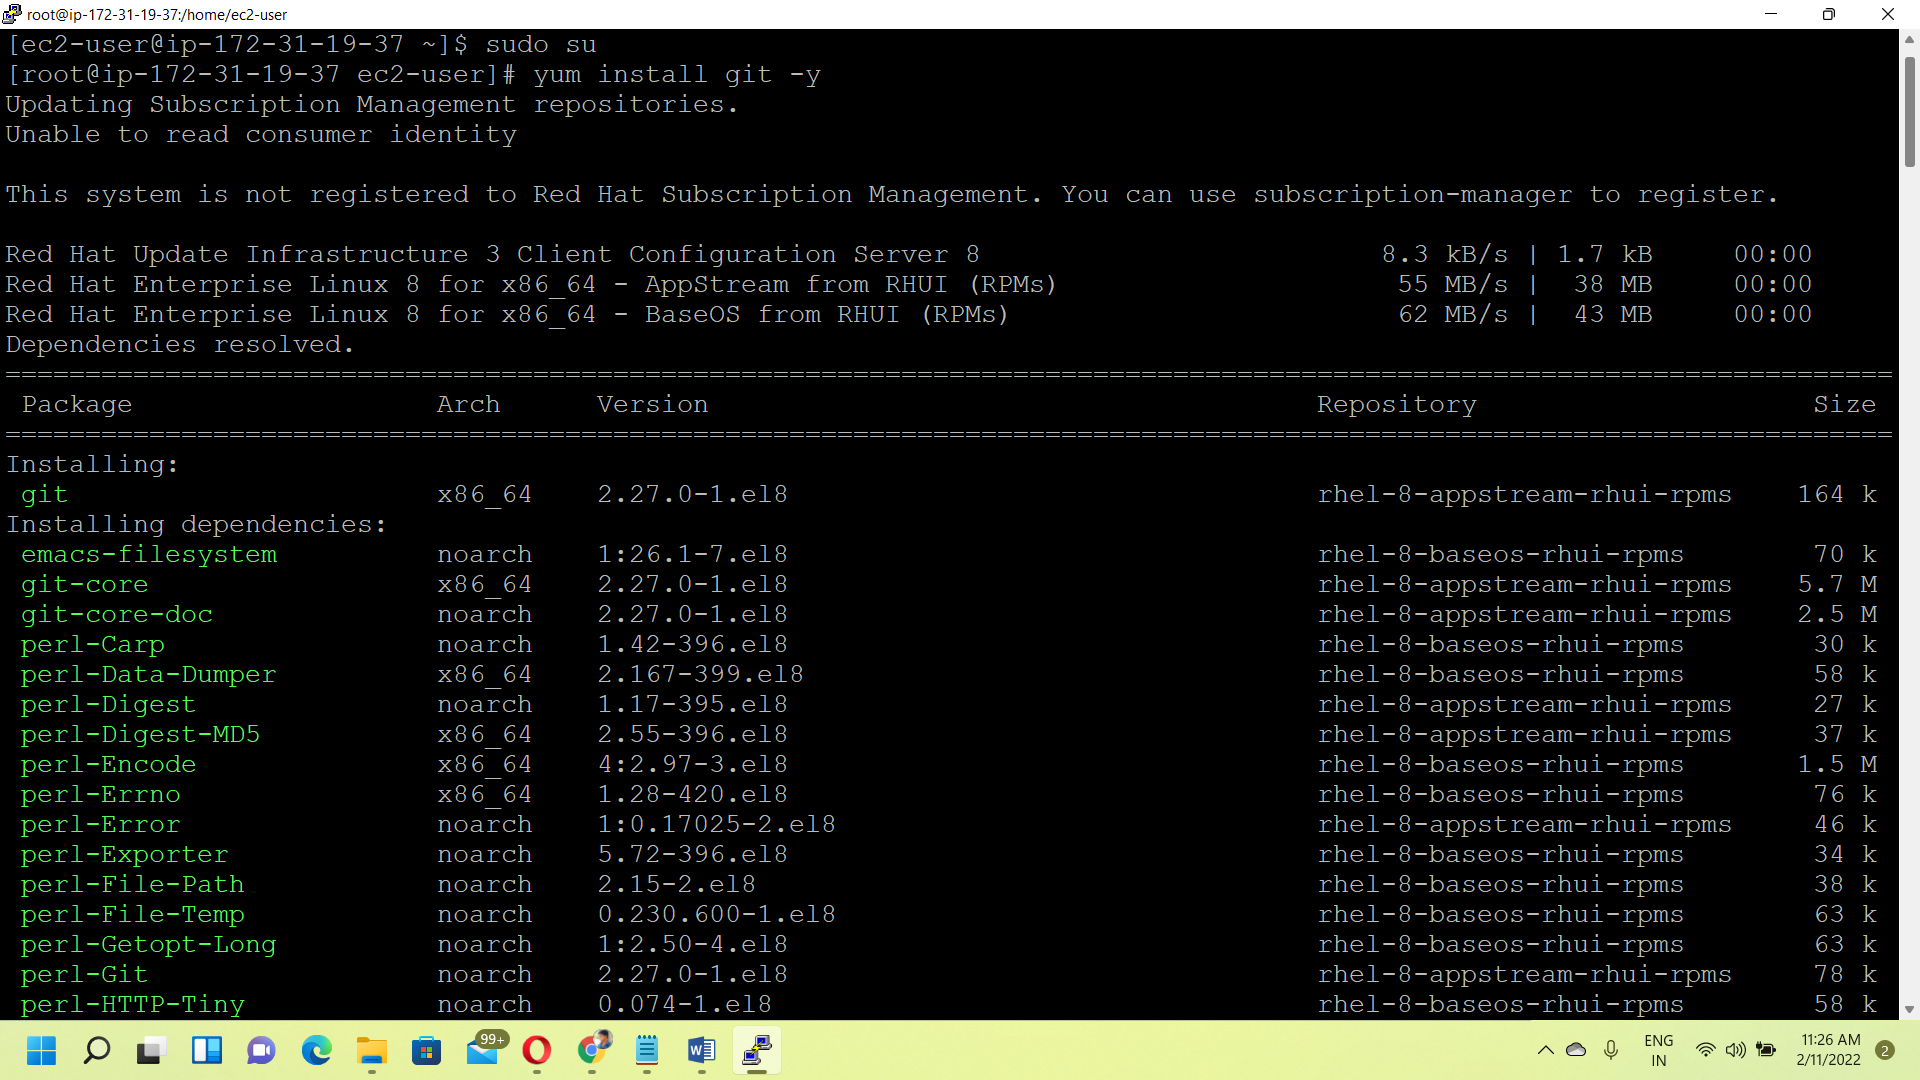 root@ip-172-31-19-37:/home/ec2-user
[ec2-user@ip-172-31-19-37 ~]$ sudo su
[root@ip-172-31-19-37 ec2-user]# yum install git -y
Updating Subscription Management repositories.
Unable to read consumer identity
This system is not registered to Red Hat Subscription Management. You can use subscription-manager to register.
Red Hat Update Infrastructure 3 Client Configuration Server 8 8.3 kB/s | 1.7 kB 00:00
Red Hat Enterprise Linux 8 for x86_64 - AppStream from RHUI (RPMs) 55 MB/s | 38 MB 00:00
Red Hat Enterprise Linux 8 for x86_64 - BaseOS from RHUI (RPMs) 62 MB/s | 43 MB 00:00
Dependencies resolved.
Package Arch Version Repository Size
Installing:
git x86_64 2.27.0-1.el8 rhel-8-appstream-rhui-rpms 164 k
Installing dependencies:
emacs-filesystem noarch 1:26.1-7.el8 rhel-8-baseos-rhui-rpms 70 k
git-core x86_64 2.27.0-1.el8 rhel-8-appstream-rhui-rpms 5.7 M
git-core-doc noarch 2.27.0-1.el8 rhel-8-appstream-rhui-rpms 2.5 M
perl-Carp noarch 1.42-396.el8 rhel-8-baseos-rhui-rpms 30 k
perl-Data-Dumper x86_64 2.167-399.el8 rhel-8-baseos-rhui-rpms 58 k
perl-Digest noarch 1.17-395.el8 rhel-8-appstream-rhui-rpms 27 k
perl-Digest-MD5 x86_64 2.55-396.el8 rhel-8-appstream-rhui-rpms 37 k
perl-Encode x86_64 4:2.97-3.el8 rhel-8-baseos-rhui-rpms 1.5 M
perl-Errno x86_64 1.28-420.el8 rhel-8-baseos-rhui-rpms 76 k
perl-Error noarch 1:0.17025-2.el8 rhel-8-appstream-rhui-rpms 46 k
perl-Exporter noarch 5.72-396.el8 rhel-8-baseos-rhui-rpms 34 k
perl-File-Path noarch 2.15-2.el8 rhel-8-baseos-rhui-rpms 38 k
perl-File-Temp noarch 0.230.600-1.el8 rhel-8-baseos-rhui-rpms 63 k
perl-Getopt-Long noarch 1:2.50-4.el8 rhel-8-baseos-rhui-rpms 63 k
perl-Git noarch 2.27.0-1.el8 rhel-8-appstream-rhui-rpms 78 k
perl-HTTP-Tiny noarch 0.074-1.el8 rhel-8-baseos-rhui-rpms 58 k
99+
ENG
IN
11:26 AM
2/11/2022
2